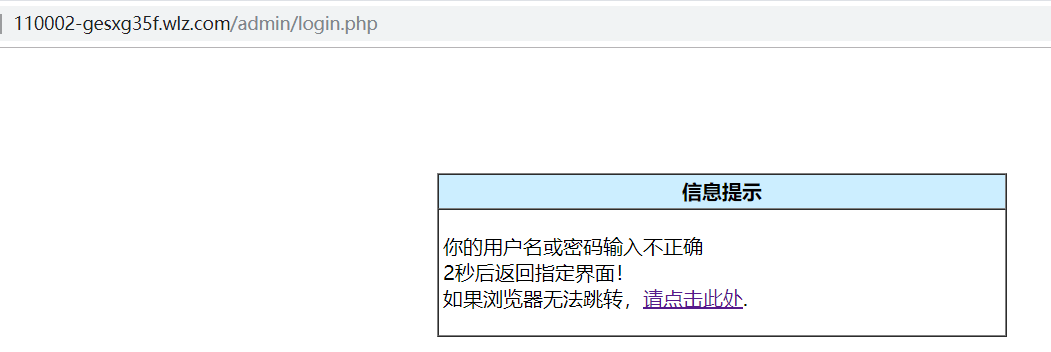 110002-gesxg35f.wlz.com/admin/login.php
信息提示
你的用户名或密码输入不正确
2秒后返回指定界面！
如果浏览器无法跳转，请点击此处.